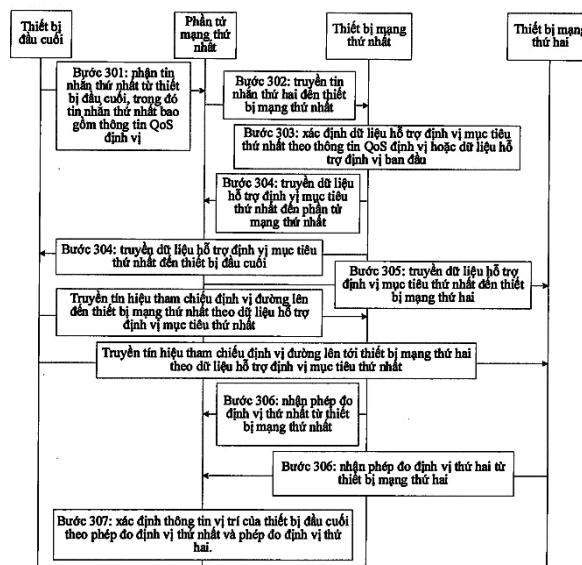 Thiết bị
đầu cuối
Phần tử
mạng thứ nhất
Thiết bị mạng
thứ nhất
Thiết bị mạng
thứ hai
Bước 301: phận tin
nhắn thứ nhất từ thiết
bị đầu cuối, trong đó
tin nhắn thứ nhất bao
gồm thông tin QoS
định vị
Bước 302: truyền tin
nhắn thứ hai đến thiết
bị mạng thứ nhất
Bước 303: xác định dữ liệu hỗ trợ định vị mục tiêu
thứ nhất theo thông tin QoS định vị hoặc dữ liệu hỗ
trợ định vị ban đầu
Bước 304: truyền dữ liệu
hỗ trợ định vị mục tiêu
thứ nhất đến phần tử
mạng thứ nhất
Bước 304: truyền dữ liệu hỗ trợ định vị mục tiêu
thứ nhất đến thiết bị đầu cuối
Bước 305: truyền dữ liệu hỗ
trợ định vị mục tiêu thứ
nhất đến thiết bị mạng
thứ hai
Truyền tín hiệu tham chiếu định vị đường lên
đến thiết bị mạng thứ nhất theo dữ liệu hỗ
trợ định vị mục tiêu thứ nhất
Truyền tín hiệu tham chiếu định vị đường lên tới thiết bị mạng thứ hai
theo dữ liệu hỗ trợ định vị mục tiêu thứ nhất
Bước 306: nhận phép đo
định vị thứ nhất từ thiết
bị mạng thứ nhất
Bước 306: nhận phép đo định vị thứ hai từ
thiết bị mạng thứ hai
Bước 307: xác định thông tin vị trí của thiết bị đầu cuối
theo phép đo định vị thứ nhất và phép đo định vị thứ
hai.